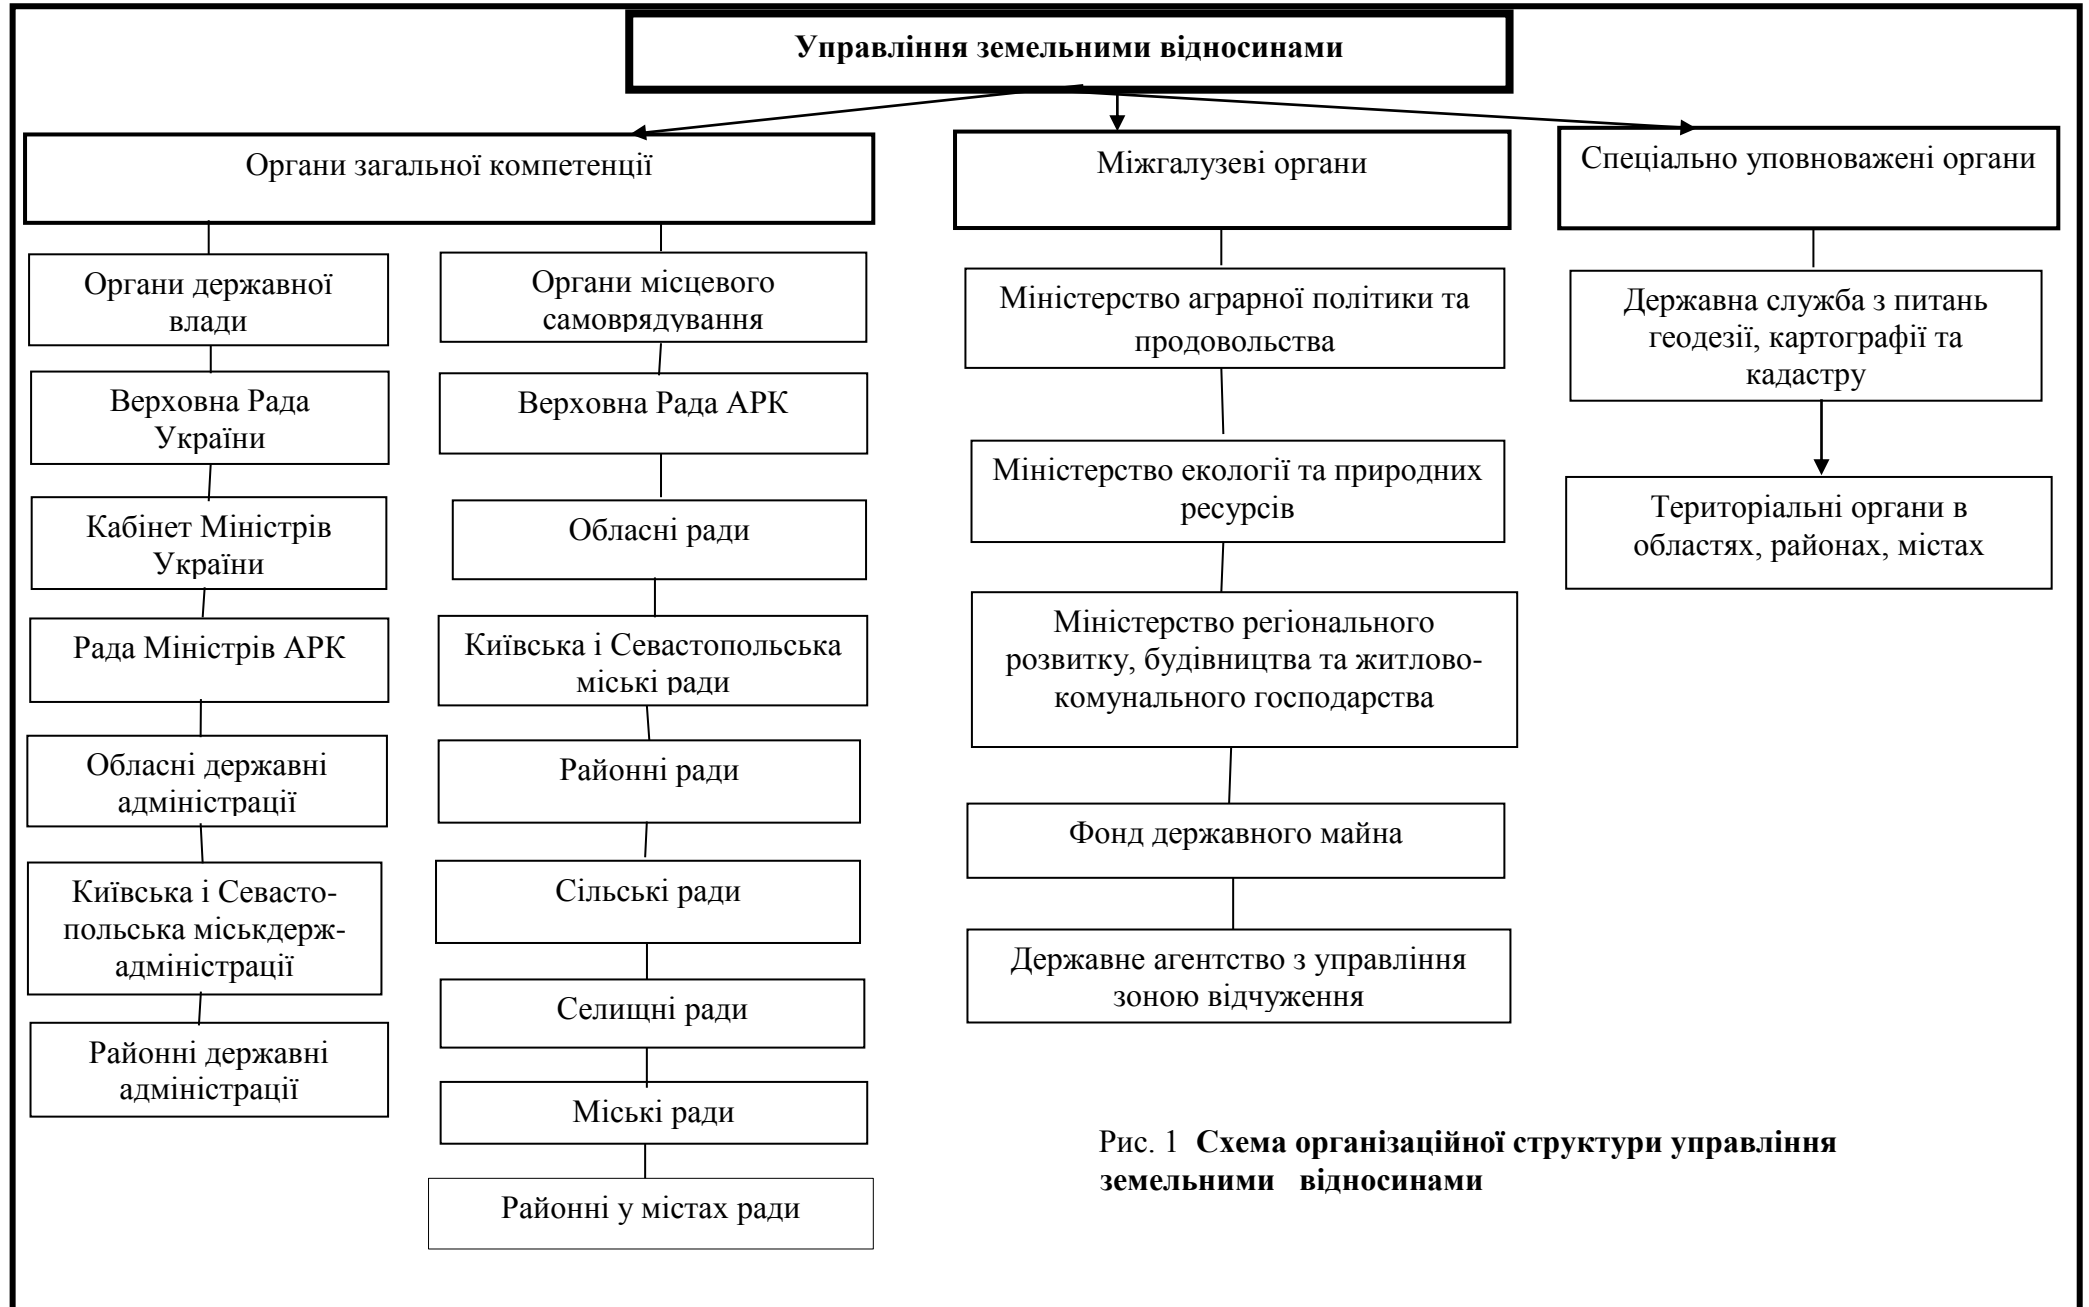 Управління земельними відносинами
Органи загальної компетенції
Органи державної
влади
Верховна Рада
України
Кабінет Міністрів
України
Рада Міністрів АРК
Обласні державні
адміністрації
Київська і Севасто-
польська міськдерж-
адміністрації
Районні державні
адміністрації
Органи місцевого
самоврядування
Верховна Рада АРК
Обласні ради
Київська і Севастопольська
міські ради
Районні ради
Сільські ради
Селищні ради
Міські ради
Районні у містах ради
Міжгалузеві органи
Міністерство аграрної політики та
продовольства
Міністерство екології та природних
ресурсів
Міністерство регіонального
розвитку, будівництва та житлово-
комунального господарства
Фонд державного майна
Державне агентство з управління
зоною відчуження
Спеціально уповноважені органи
Державна служба з питань
геодезії, картографії та
кадастру
Територіальні органи в
областях, районах, містах
Рис. 1 Схема організаційної структури управління
земельними відносинами